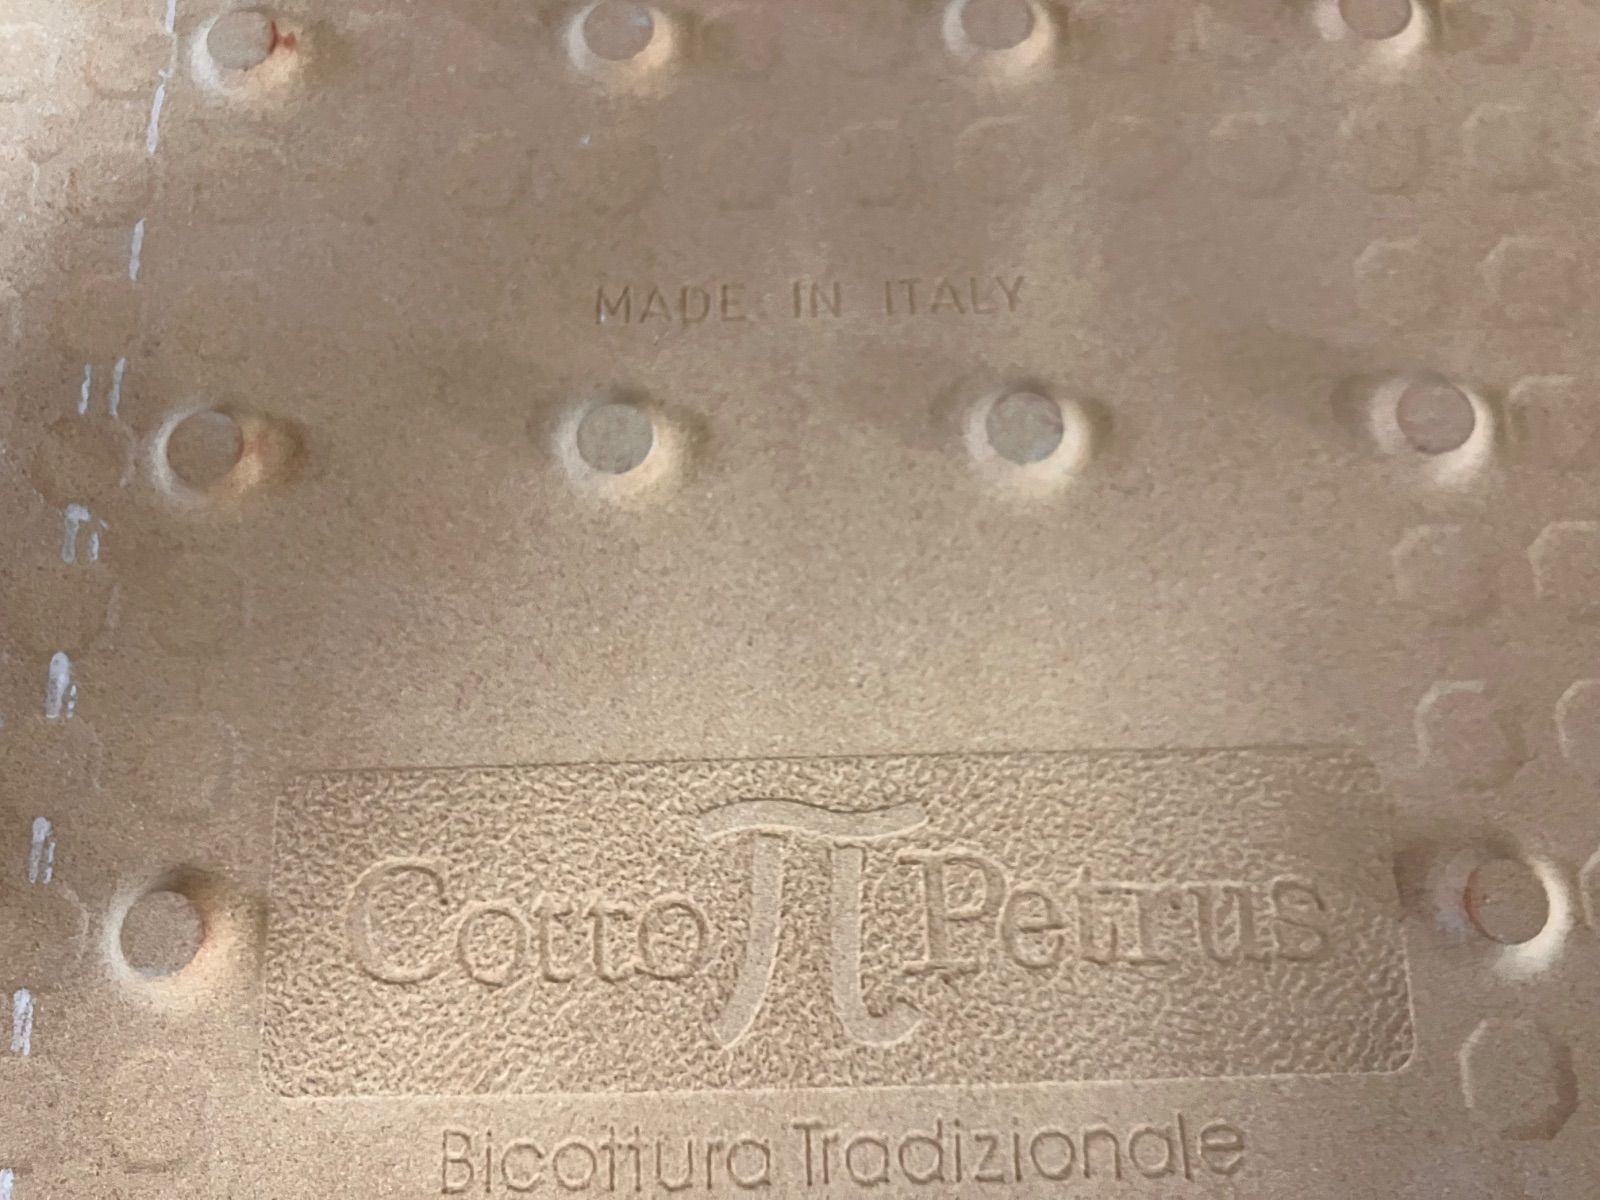 MADE IN ITALY
Cotto π Petrus
Bicottura Tradizionale